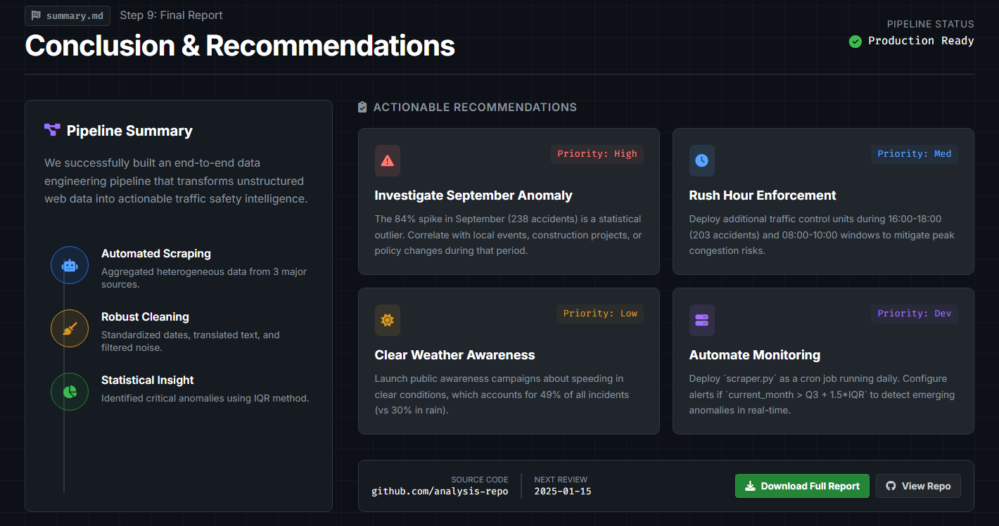 summary.md
Step 9: Final Report
Conclusion & Recommendations
PIPELINE STATUS
Production Ready
Pipeline Summary
We successfully built an end-to-end data
engineering pipeline that transforms unstructured
web data into actionable traffic safety intelligence.
Automated Scraping
Aggregated heterogeneous data from 3 major
sources.
Robust Cleaning
Standardized dates, translated text, and
filtered noise.
Statistical Insight
Identified critical anomalies using IQR method.
ACTIONABLE RECOMMENDATIONS
Priority: High
Investigate September Anomaly
The 84% spike in September (238 accidents) is a statistical
outlier. Correlate with local events, construction projects, or
policy changes during that period.
Priority: Med
Rush Hour Enforcement
Deploy additional traffic control units during 16:00-18:00
(203 accidents) and 08:00-10:00 windows to mitigate peak
congestion risks.
Priority: Low
Clear Weather Awareness
Launch public awareness campaigns about speeding in
clear conditions, which accounts for 49% of all incidents
(vs 30% in rain).
Priority: Dev
Automate Monitoring
Deploy `scraper.py` as a cron job running daily. Configure
alerts if `current_month > Q3 + 1.5*IQR` to detect emerging
anomalies in real-time.
SOURCE CODE
github.com/analysis-repo
NEXT REVIEW
2025-01-15
Download Full Report
View Repo